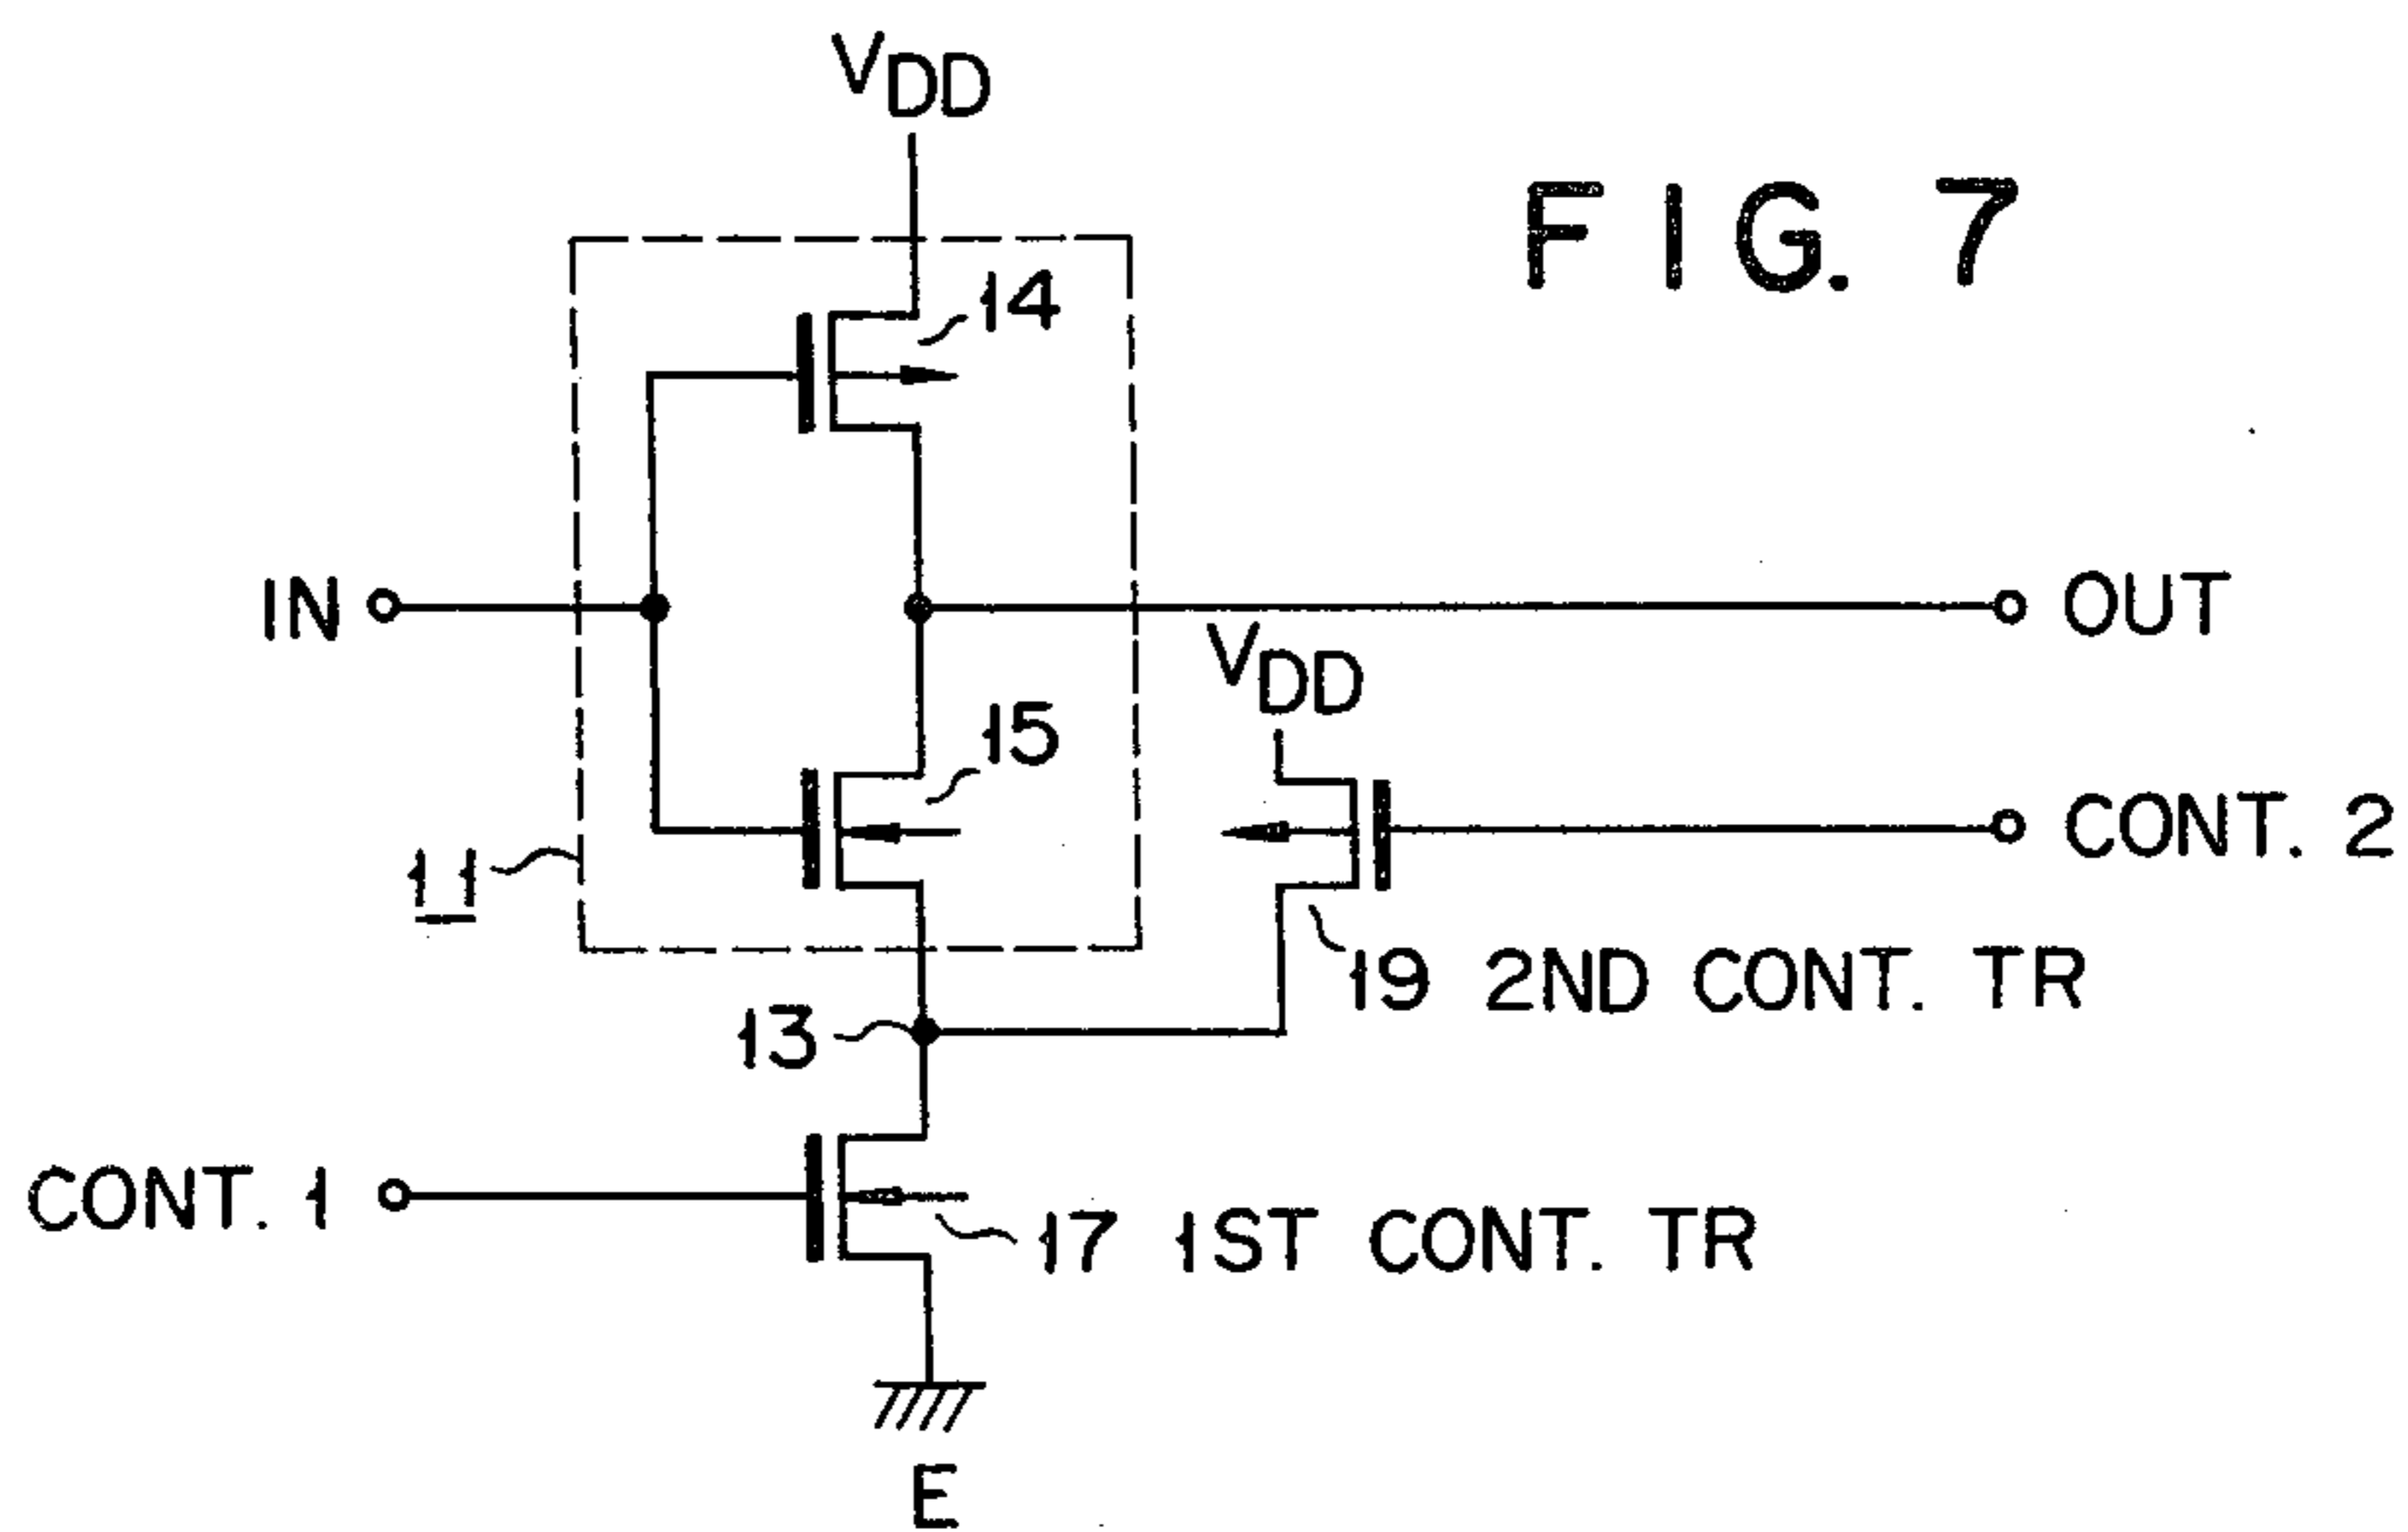 VDD
FIG. 7
14
IN
OUT
VDD
15
CONT. 2
11
19 2ND CONT. TR
13
CONT. 1
17 1ST CONT. TR
E